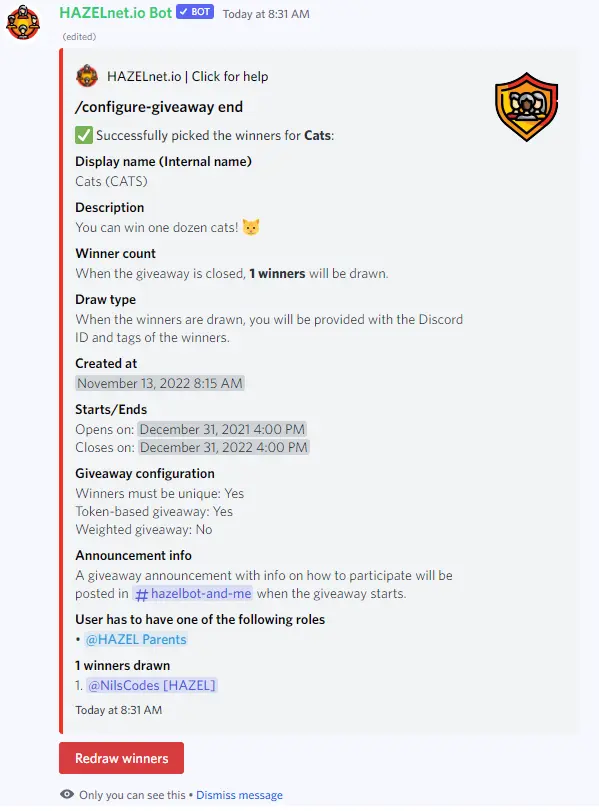 HAZELnet.io Bot ✓ BOT Today at 8:31 AM
(edited)
HAZELnet.io | Click for help
/configure-giveaway end
✅ Successfully picked the winners for Cats:
Display name (Internal name)
Cats (CATS)
Description
You can win one dozen cats! 🐱
Winner count
When the giveaway is closed, 1 winners will be drawn.
Draw type
When the winners are drawn, you will be provided with the Discord
ID and tags of the winners.
Created at
November 13, 2022 8:15 AM
Starts/Ends
Opens on: December 31, 2021 4:00 PM
Closes on: December 31, 2022 4:00 PM
Giveaway configuration
Winners must be unique: Yes
Token-based giveaway: Yes
Weighted giveaway: No
Announcement info
A giveaway announcement with info on how to participate will be
posted in # hazelbot-and-me when the giveaway starts.
User has to have one of the following roles
• @HAZEL Parents
1 winners drawn
1. @NilsCodes [HAZEL]
Today at 8:31 AM
Redraw winners
Only you can see this • Dismiss message